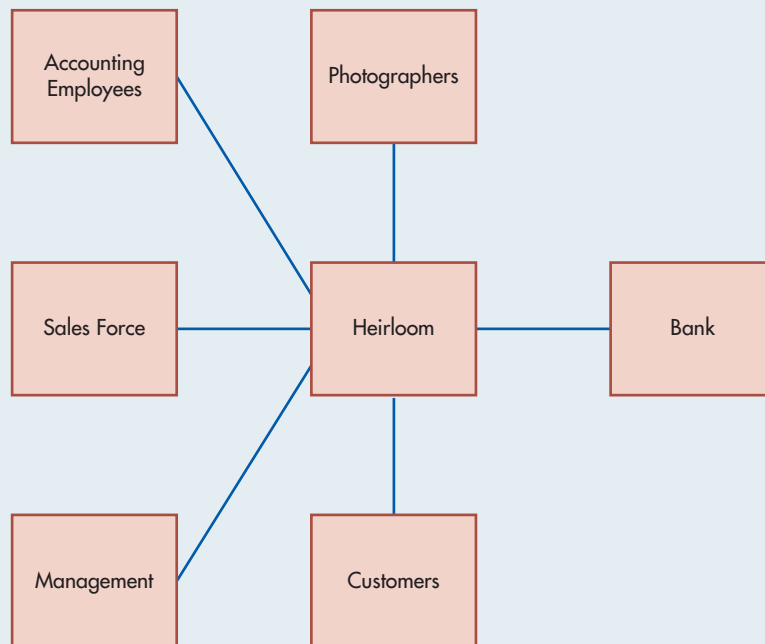 Accounting
Employees
Photographers
Sales Force
Heirloom
Bank
Management
Customers